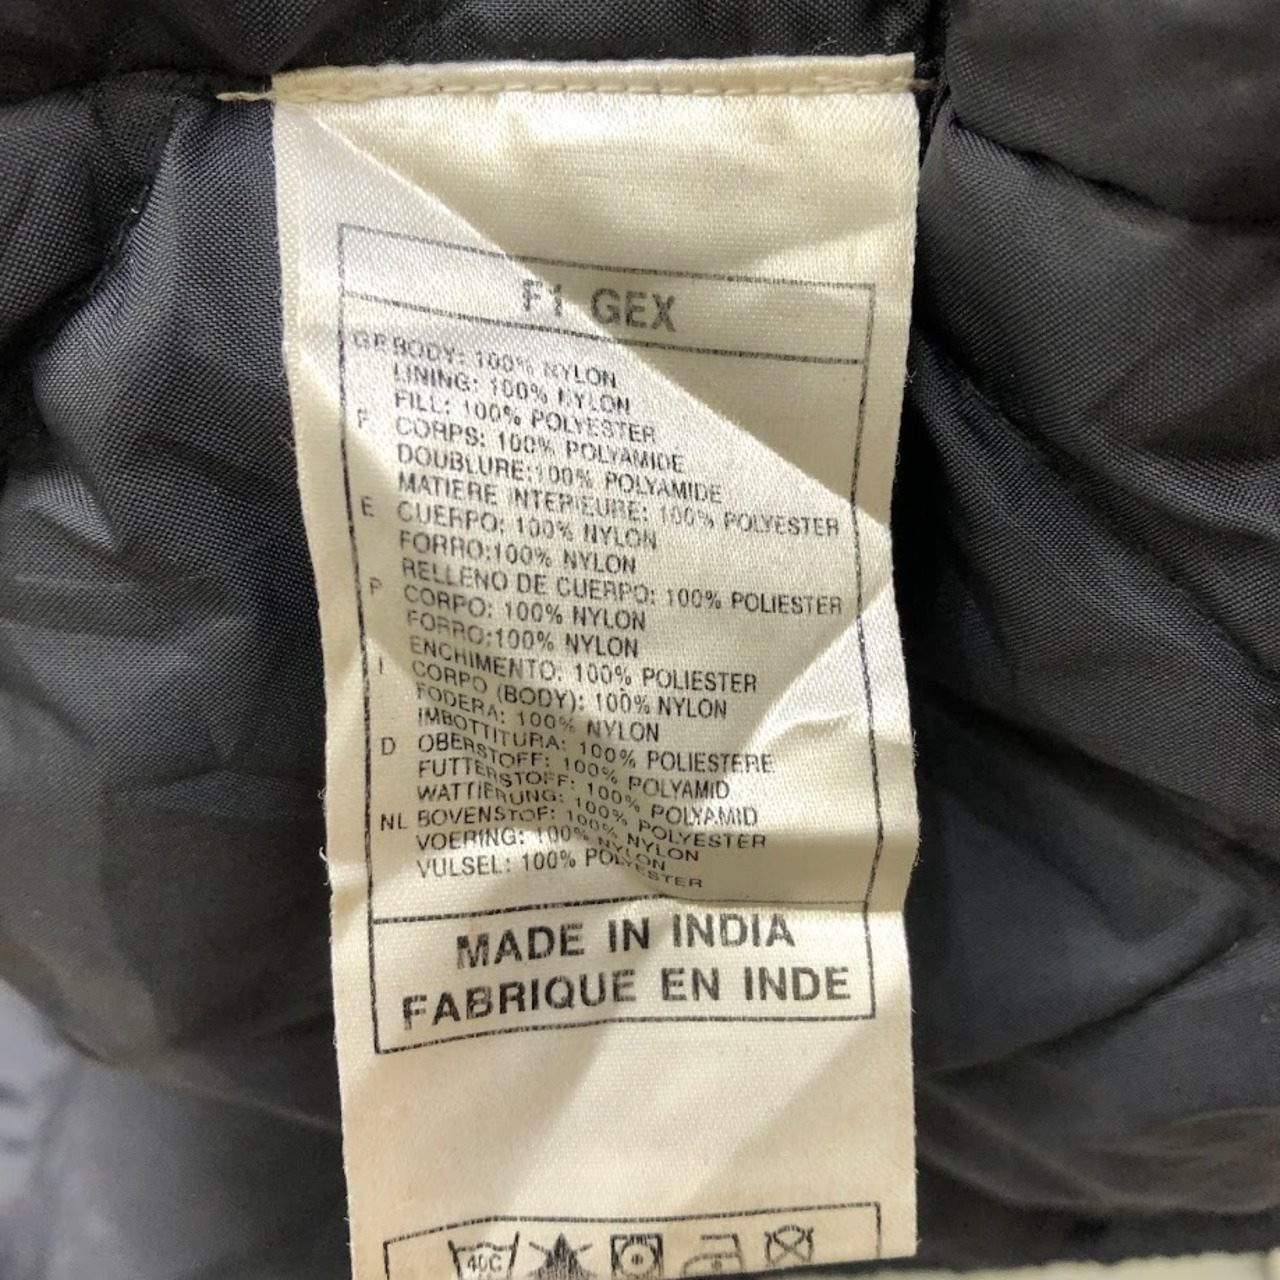 F1 GEX
GB BODY: 100% NYLON
LINING: 100% NYLON
FILL: 100% POLYESTER
F CORPS: 100% POLYAMIDE
DOUBLURE:100% POLYAMIDE
MATIERE INTERIEURE: 100% POLYESTER
E CUERPO: 100% NYLON
FORRO:100% NYLON
RELLENO DE CUERPO: 100% POLIESTER
P CORPO: 100% NYLON
FORRO:100% NYLON
ENCHIMENTO: 100% POLIESTER
I CORPO (BODY): 100% NYLON
FODERA: 100% NYLON
IMBOTTITURA: 100% POLIESTERE
D OBERSTOFF: 100% POLYAMID
FUTTERSTOFF: 100% POLYAMID
WATTIERUNG: 100% POLYESTER
NL BOVENSTOF: 100% NYLON
VOERING: 100% NYLON
VULSEL: 100% POLYESTER
MADE IN INDIA
FABRIQUE EN INDE
40C